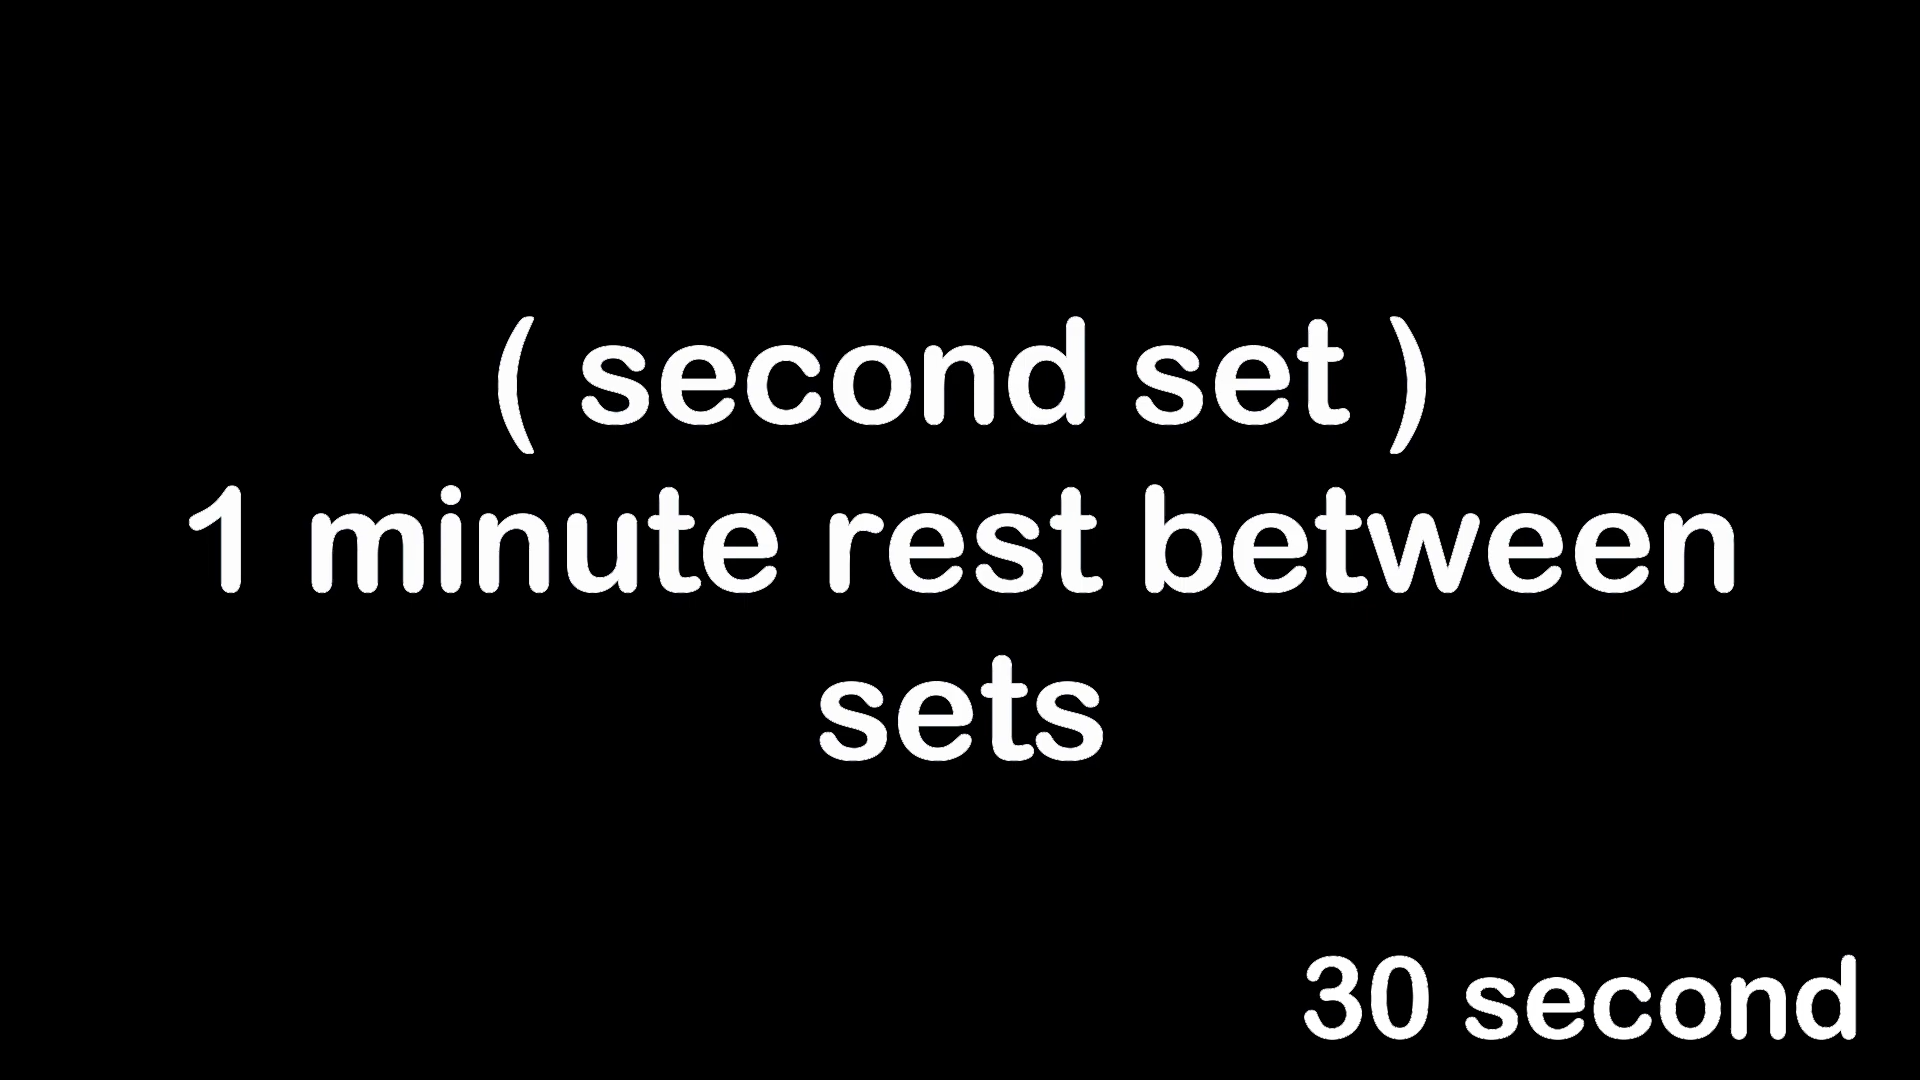 ( second set )
1 minute rest between
sets
30 second